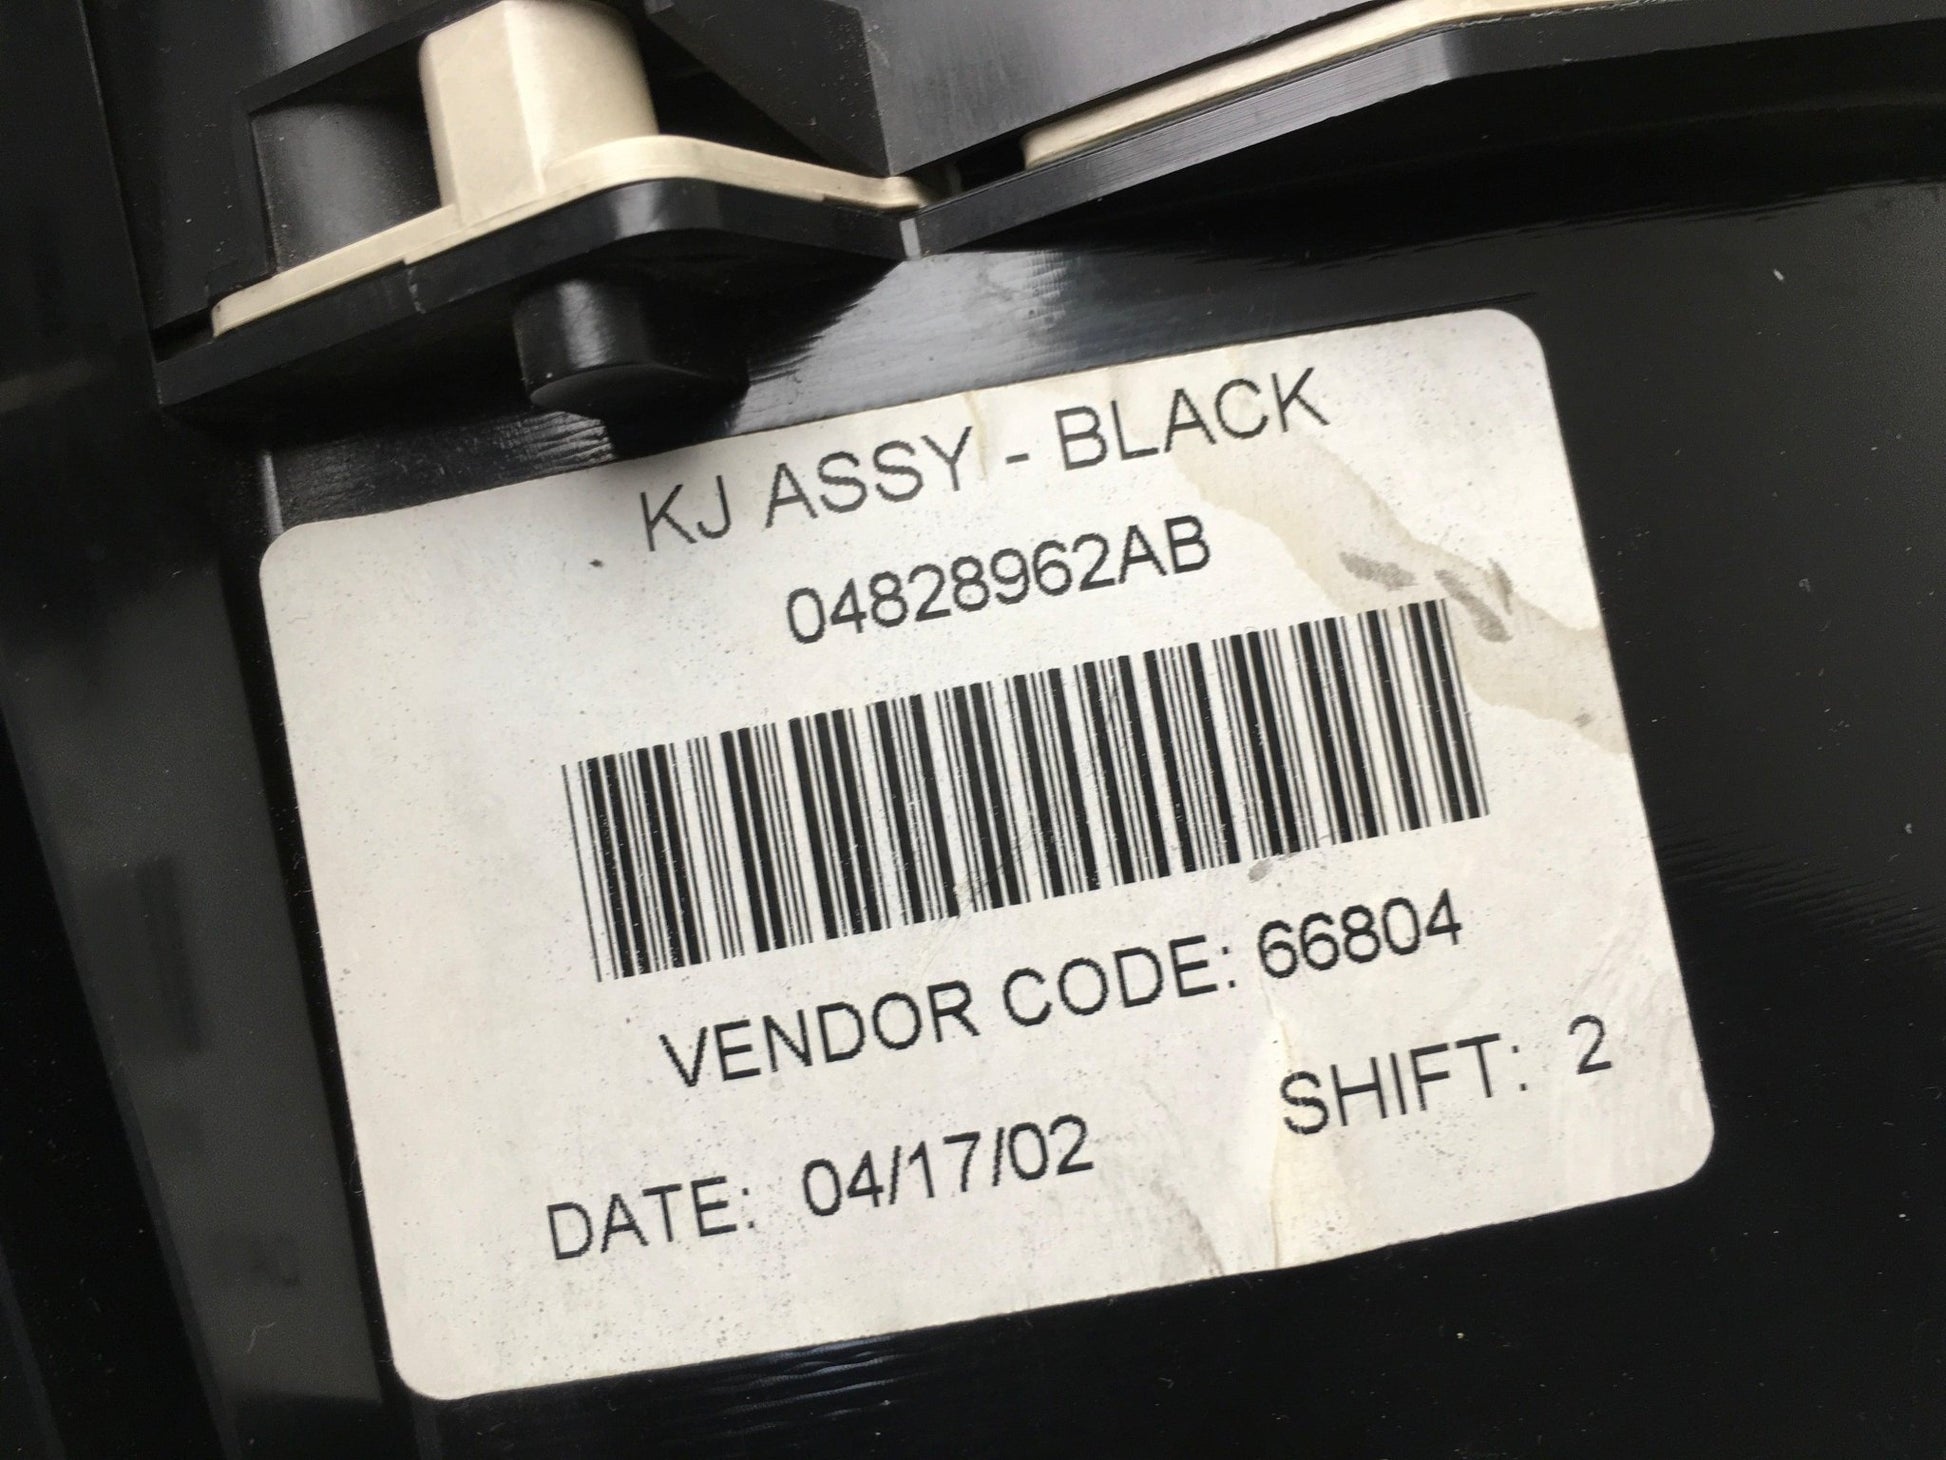 KJ ASSY - BLACK
04828962AB
VENDOR CODE: 66804
DATE: 04/17/02 SHIFT: 2